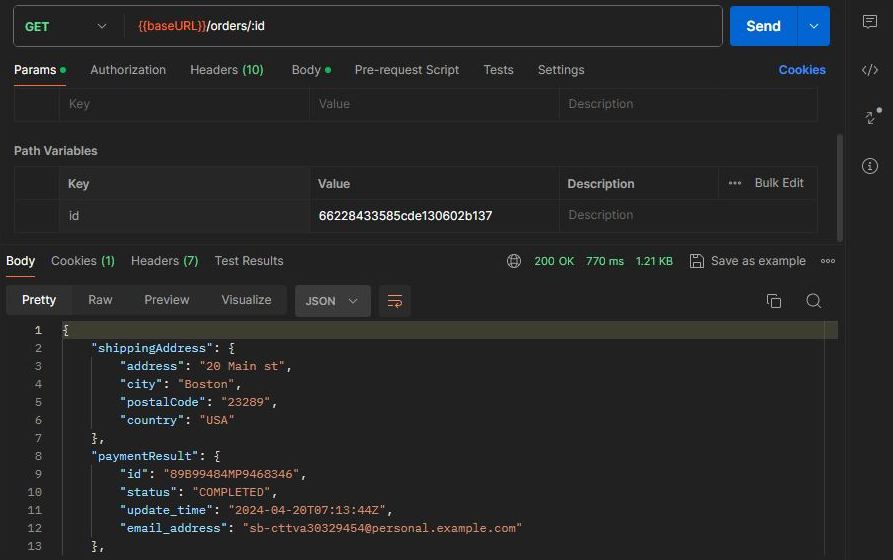 GET {{baseURL}}/orders/:id Send
Params Authorization Headers (10) Body Pre-request Script Tests Settings Cookies
Key Value Description
Path Variables
Key Value Description ••• Bulk Edit
id 66228433585cde130602b137 Description
Body Cookies (1) Headers (7) Test Results 200 OK 770 ms 1.21 KB Save as example
Pretty Raw Preview Visualize JSON
1 {
2 "shippingAddress": {
3 "address": "20 Main st",
4 "city": "Boston",
5 "postalCode": "23289",
6 "country": "USA"
7 },
8 "paymentResult": {
9 "id": "89B99484MP9468346",
10 "status": "COMPLETED",
11 "update_time": "2024-04-20T07:13:44Z",
12 "email_address": "sb-cttva30329454@personal.example.com"
13 },